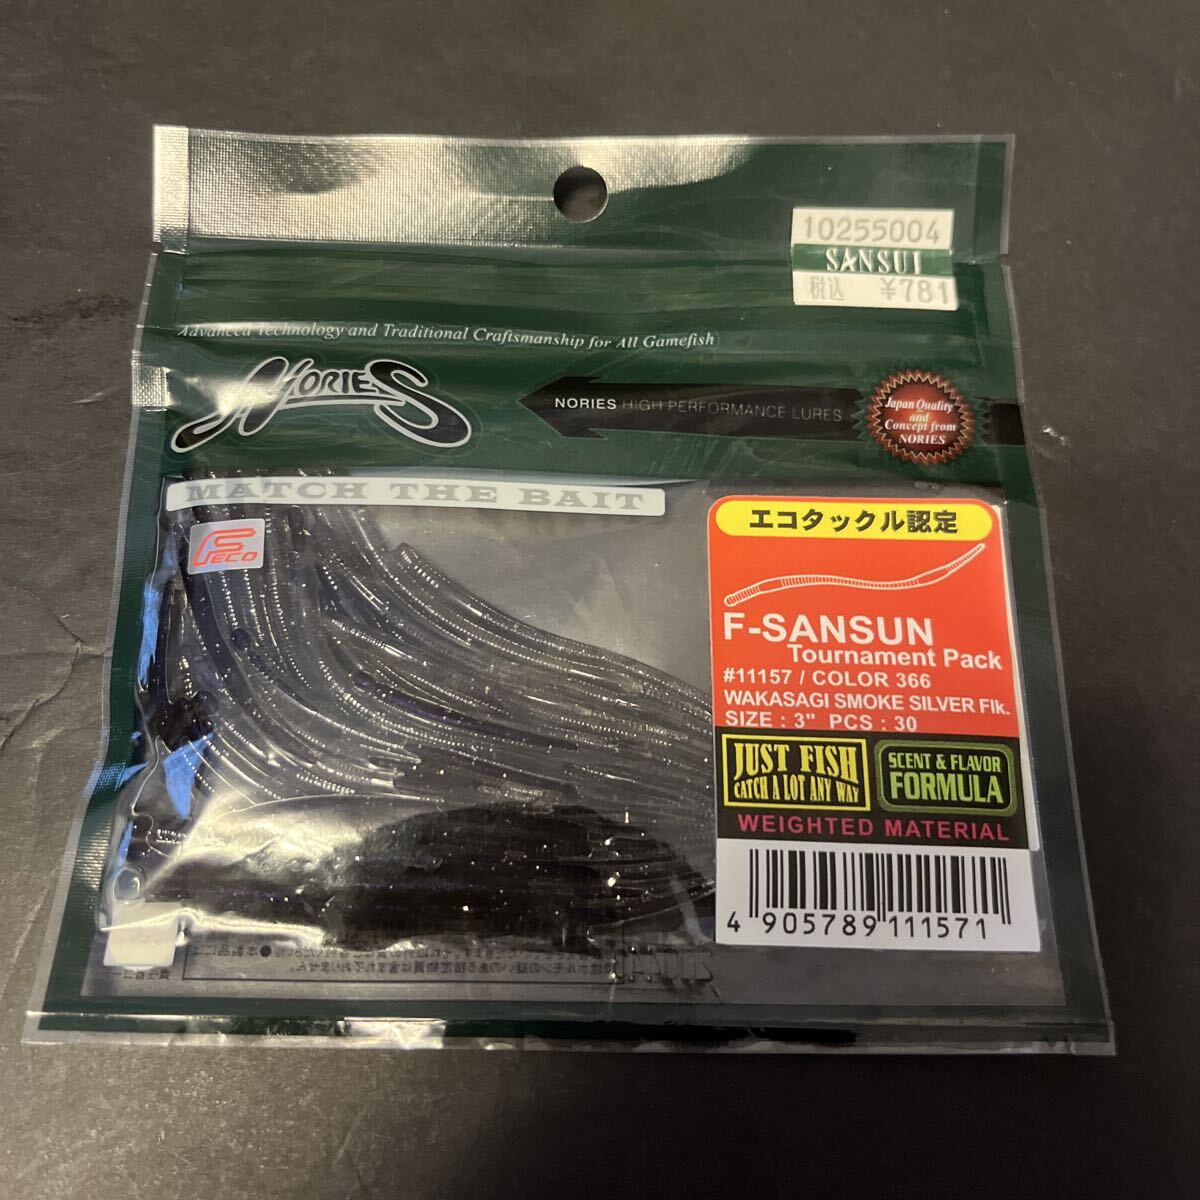 10255004
SANSUI
税込 ¥781
Advanced Technology and Traditional Craftsmanship for All Gamefish
NORIES
NORIES HIGH PERFORMANCE LURES
Japan Quality
and
Concept from
NORIES
MATCH THE BAIT
FECO
エコタックル認定
F-SANSUN
Tournament Pack
#11157 / COLOR 366
WAKASAGI SMOKE SILVER Flk.
SIZE : 3" PCS : 30
JUST FISH
CATCH A LOT ANY WAY
SCENT & FLAVOR
FORMULA
WEIGHTED MATERIAL
4 905789 111571